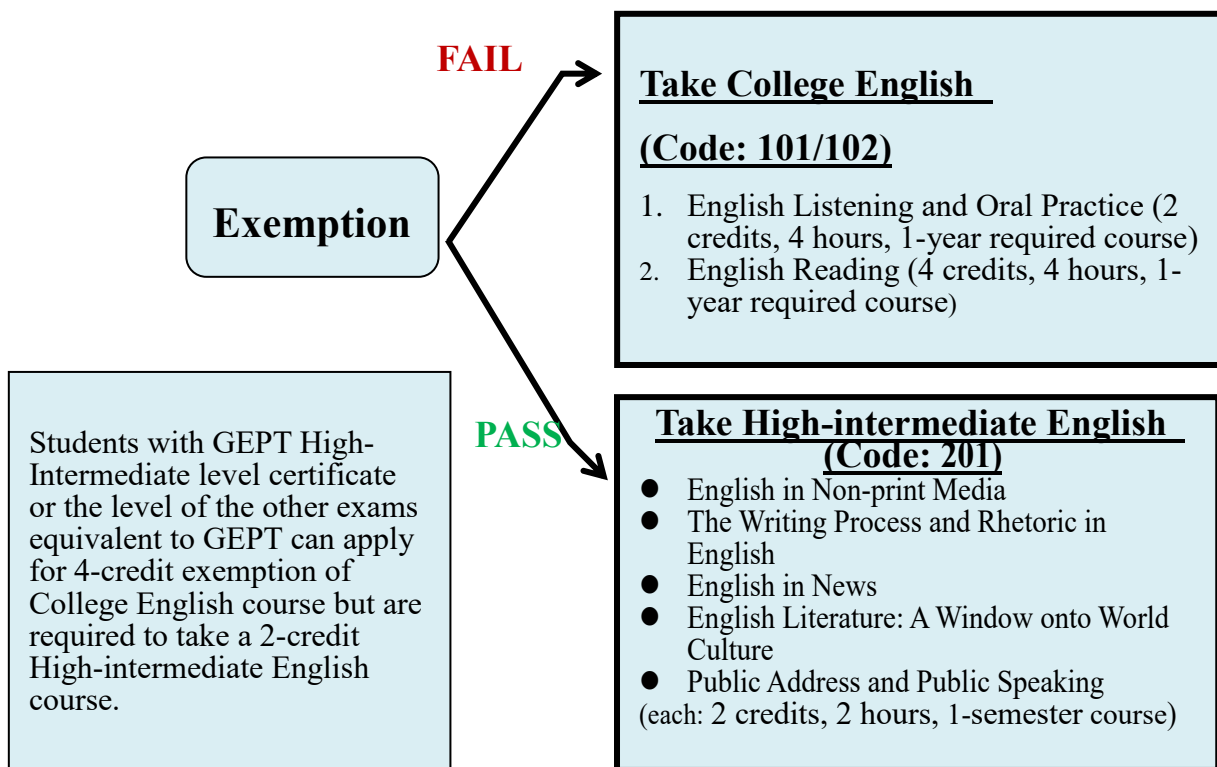 FAIL
Take College English
(Code: 101/102)
1. English Listening and Oral Practice (2
credits, 4 hours, 1-year required course)
2. English Reading (4 credits, 4 hours, 1-
year required course)
Exemption
Students with GEPT High-
Intermediate level certificate
or the level of the other exams
equivalent to GEPT can apply
for 4-credit exemption of
College English course but are
required to take a 2-credit
High-intermediate English
course.
PASS
Take High-intermediate English
(Code: 201)
● English in Non-print Media
● The Writing Process and Rhetoric in
English
● English in News
● English Literature: A Window onto World
Culture
● Public Address and Public Speaking
(each: 2 credits, 2 hours, 1-semester course)